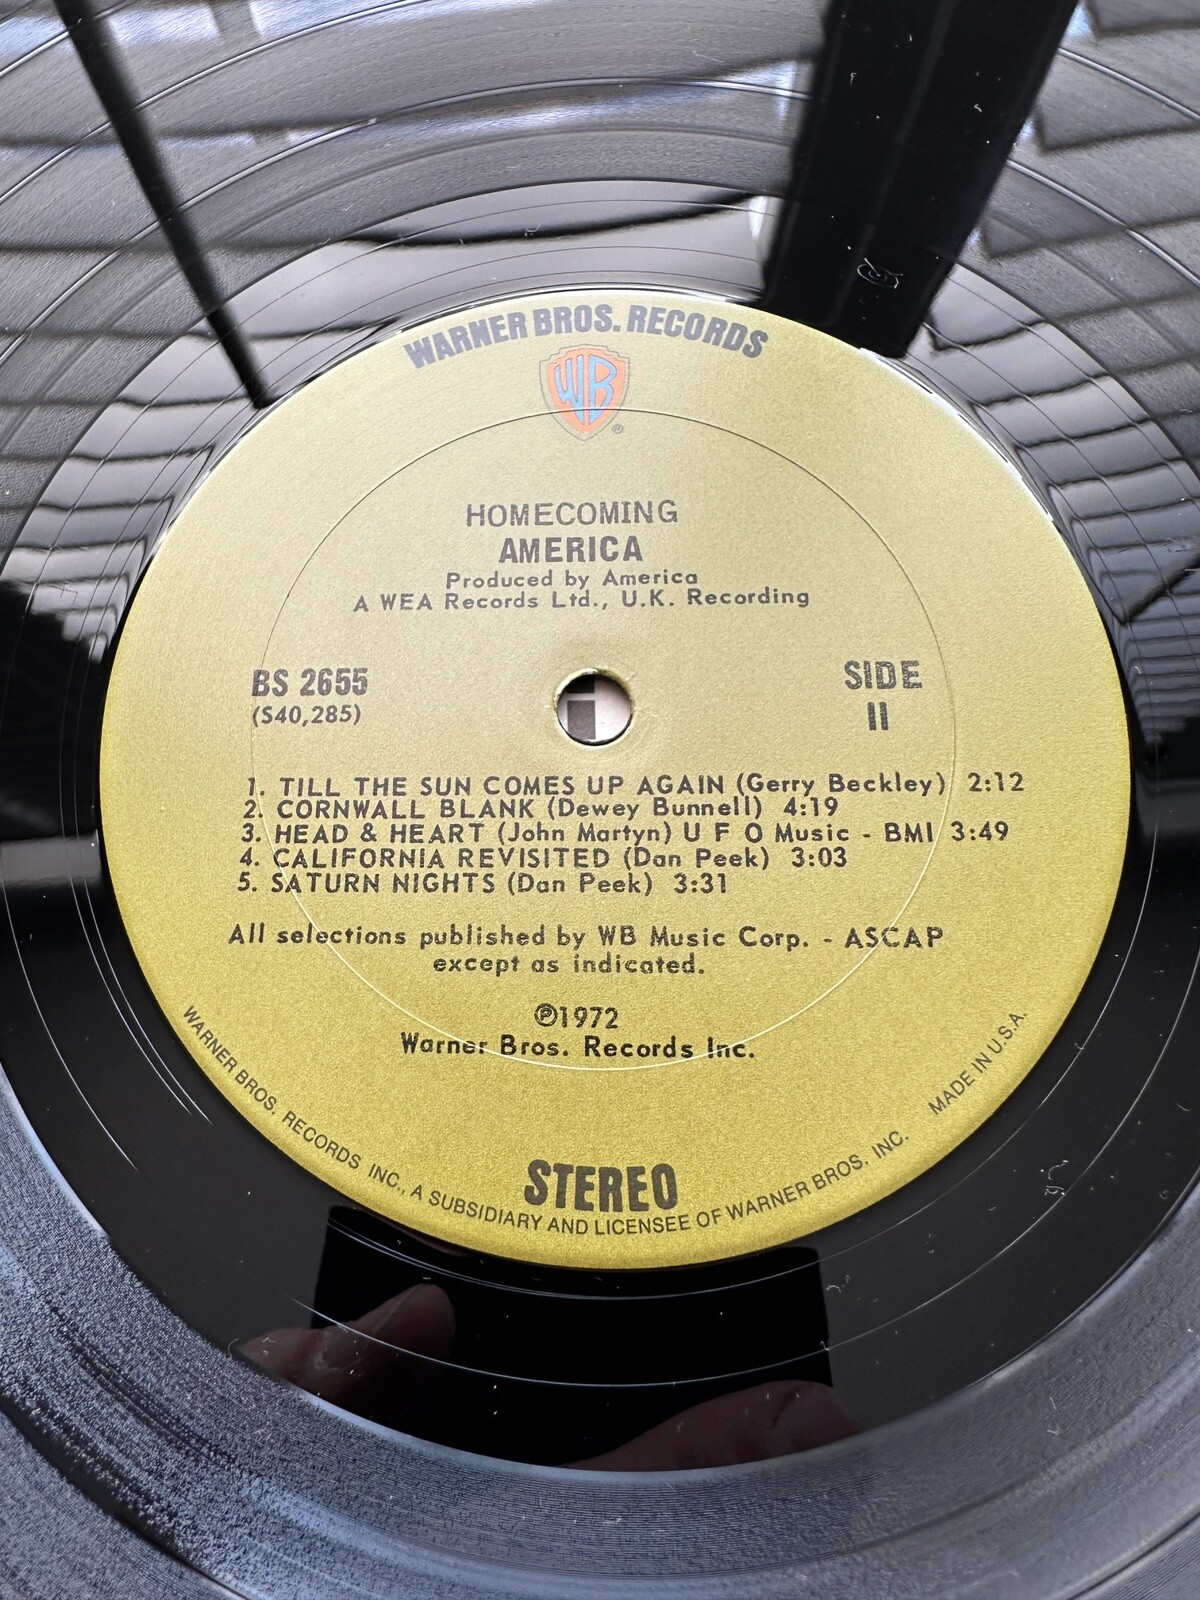 WARNER BROS. RECORDS
WB
®
HOMECOMING
AMERICA
Produced by America
A WEA Records Ltd., U.K. Recording
BS 2655
(S40,285)
SIDE
II
1. TILL THE SUN COMES UP AGAIN (Gerry Beckley) 2:12
2. CORNWALL BLANK (Dewey Bunnell) 4:19
3. HEAD & HEART (John Martyn) U F O Music - BMI 3:49
4. CALIFORNIA REVISITED (Dan Peek) 3:03
5. SATURN NIGHTS (Dan Peek) 3:31
All selections published by WB Music Corp. - ASCAP
except as indicated.
℗1972
Warner Bros. Records Inc.
STEREO
WARNER BROS. RECORDS INC., A SUBSIDIARY AND LICENSEE OF WARNER BROS. INC. MADE IN U.S.A.